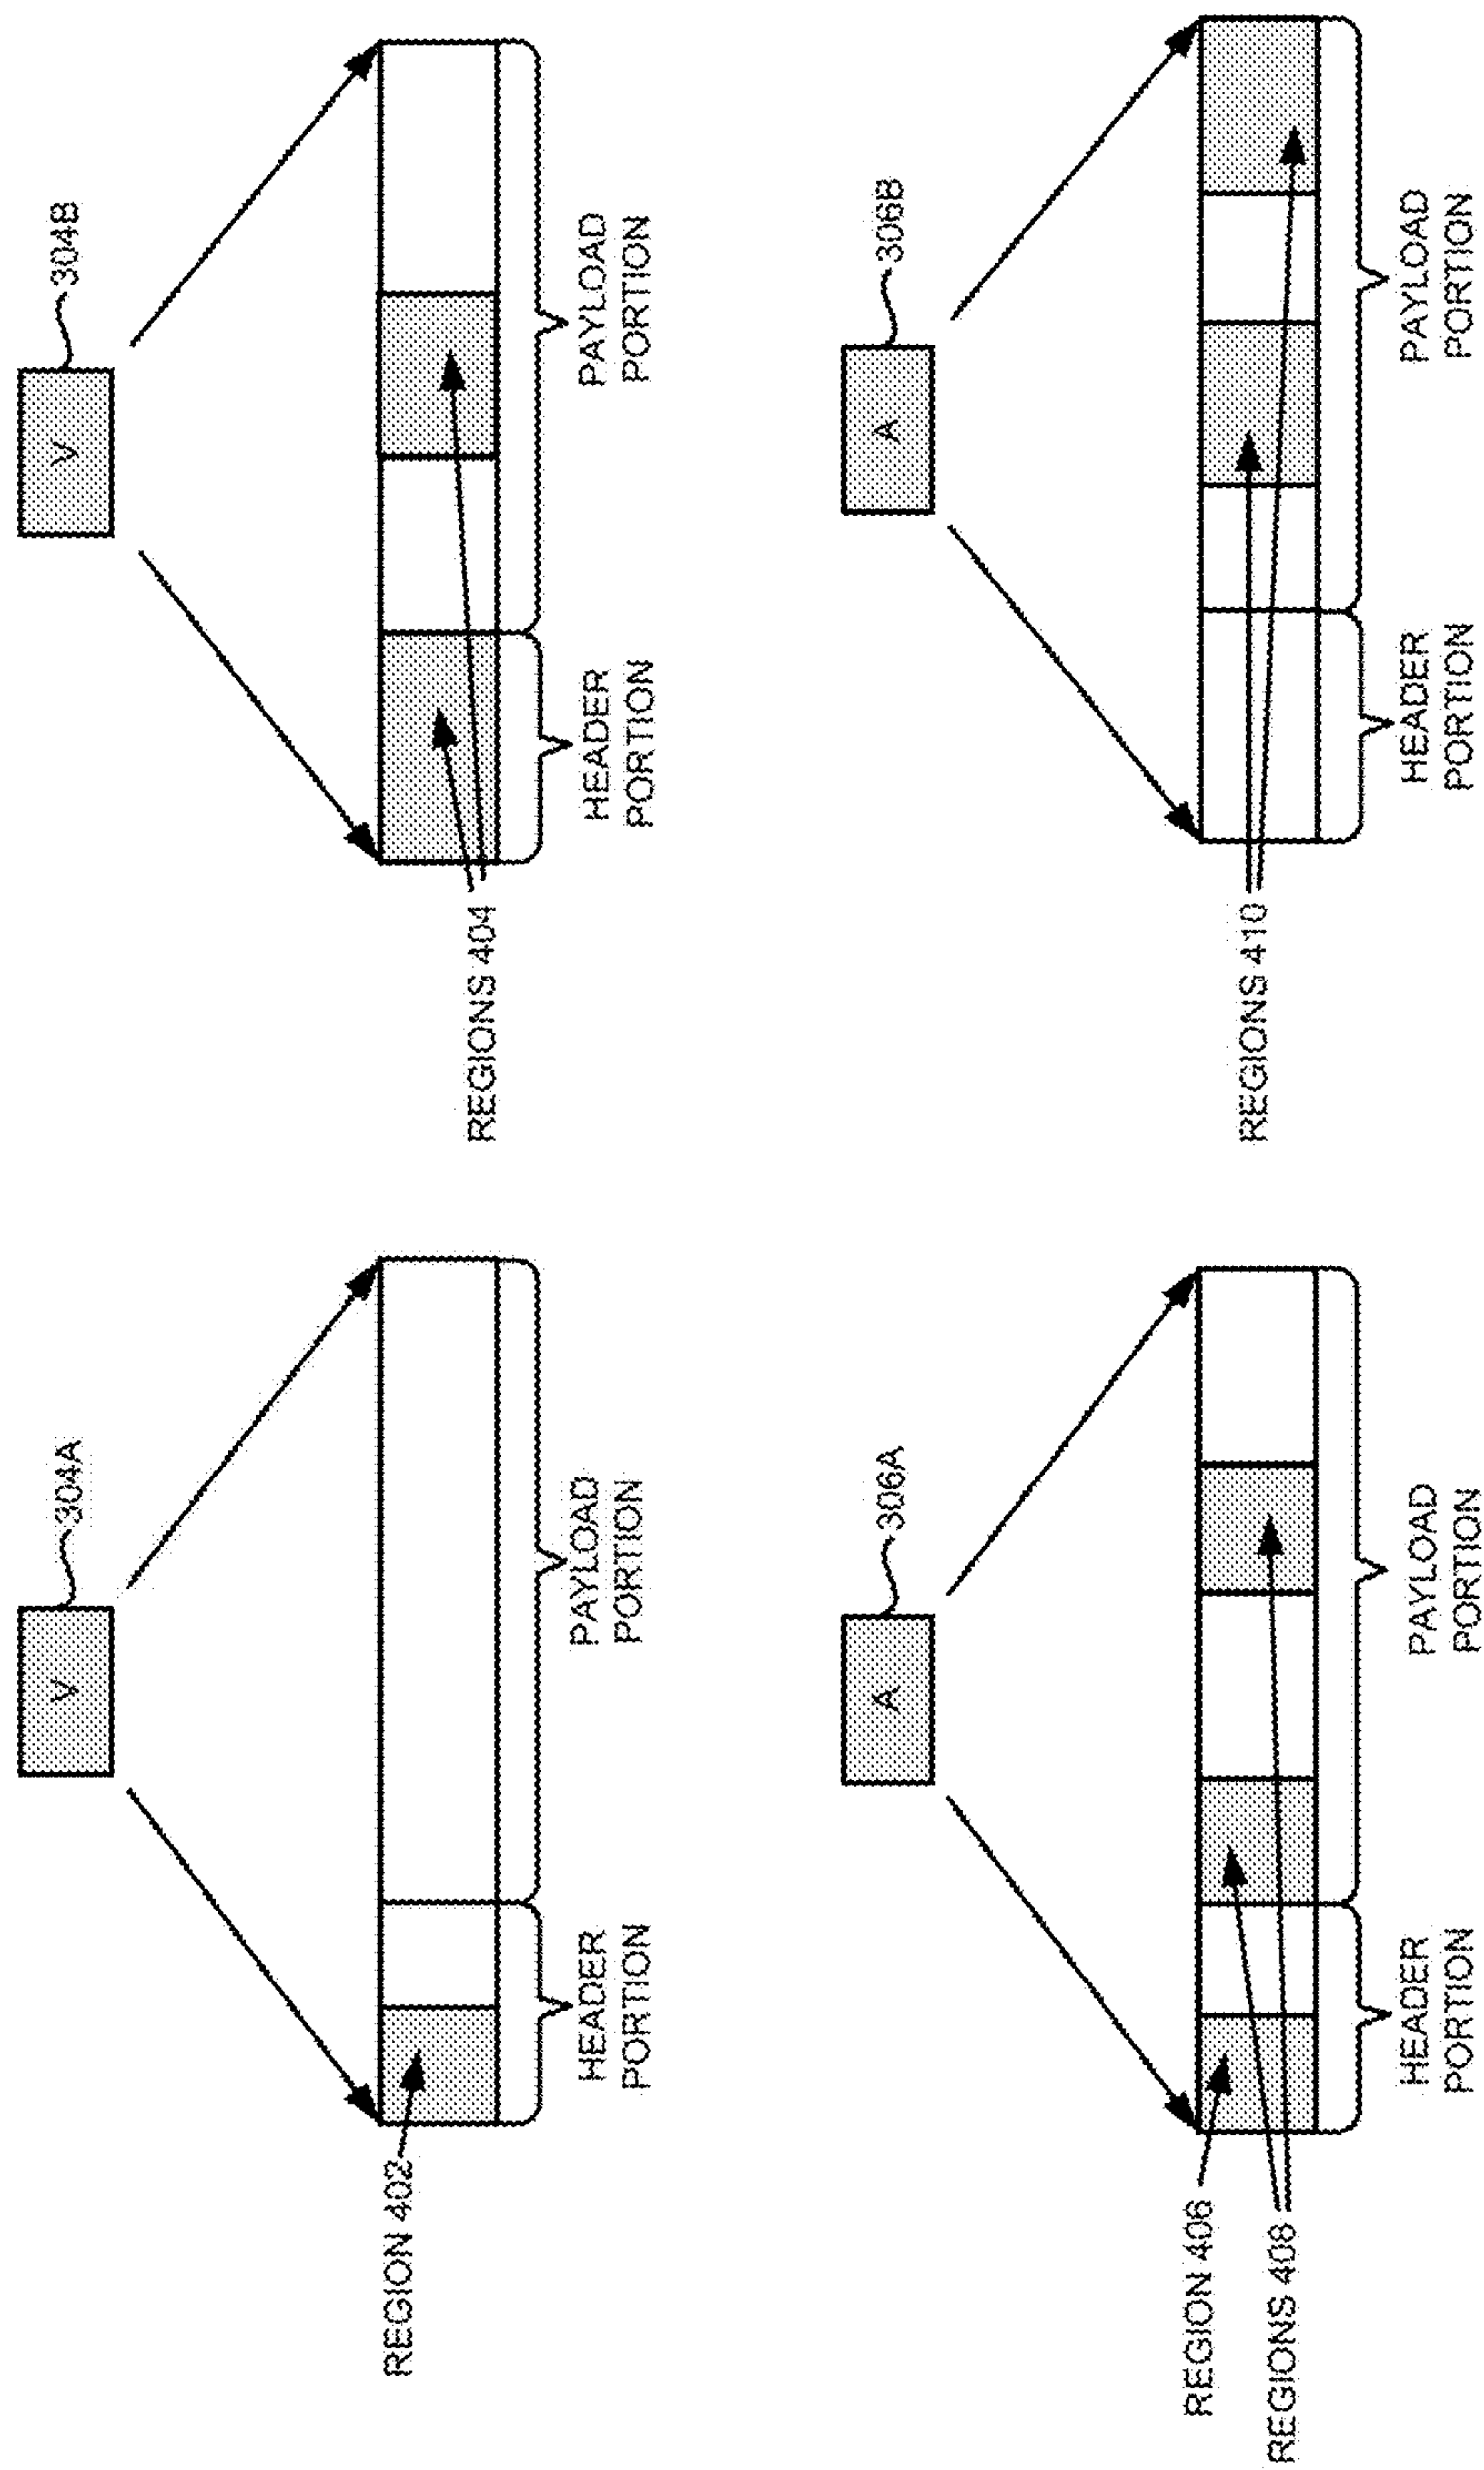 304A
V
REGION 402
HEADER
PORTION
PAYLOAD
PORTION
304B
V
REGIONS 404
HEADER
PORTION
PAYLOAD
PORTION
306A
A
REGION 406
REGIONS 408
HEADER
PORTION
PAYLOAD
PORTION
306B
A
REGIONS 410
HEADER
PORTION
PAYLOAD
PORTION